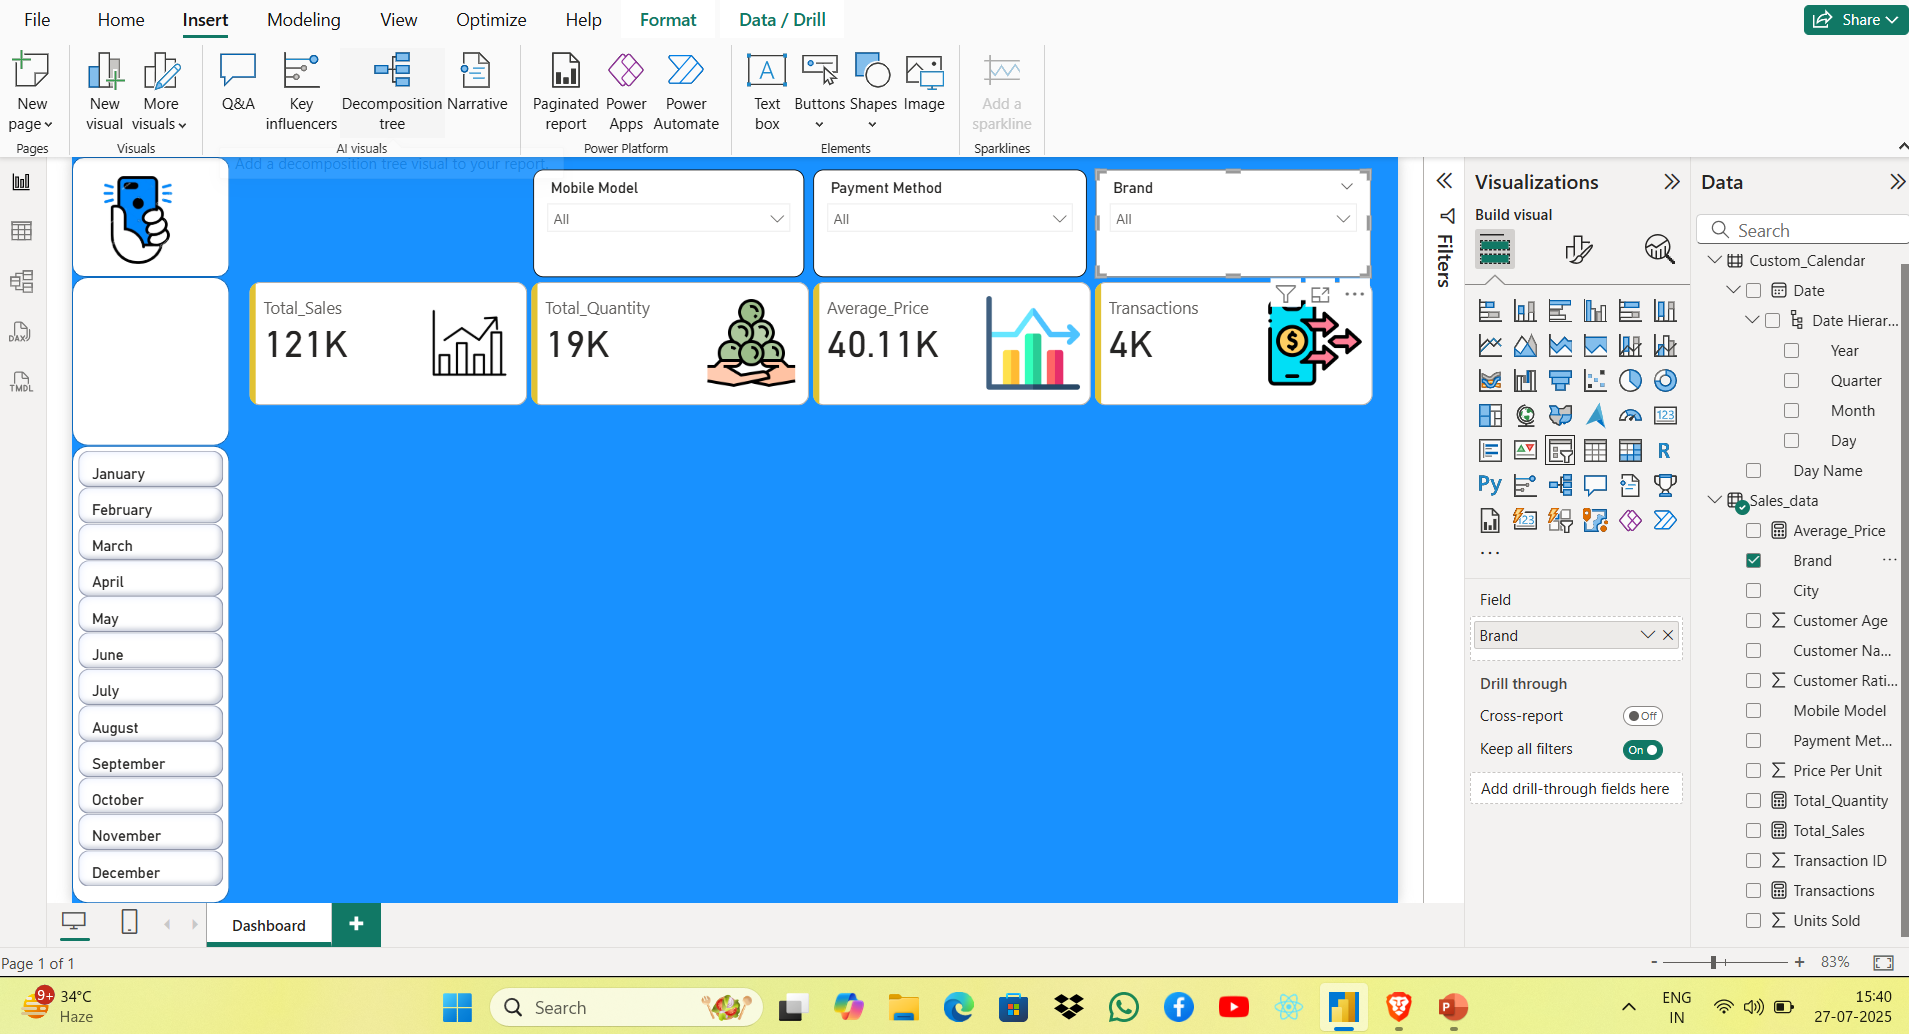 File Home Insert Modeling View Optimize Help Format Data / Drill Share
New page
New visual
More visuals
Q&A
Key influencers
Decomposition tree
Narrative
Paginated report
Power Apps
Power Automate
Text box
Buttons
Shapes
Image
Add a sparkline
Pages Visuals AI visuals Power Platform Elements Sparklines
Add a decomposition tree visual to your report.
Mobile Model
All
Payment Method
All
Brand
All
Total_Sales
121K
Total_Quantity
19K
Average_Price
40.11K
Transactions
4K
January
February
March
April
May
June
July
August
September
October
November
December
DAX
TMDL
Filters
Visualizations
Build visual
123
R
Py
123
...
Field
Brand
Drill through
Cross-report Off
Keep all filters On
Add drill-through fields here
Data
Search
Custom_Calendar
Date
Date Hierar...
Year
Quarter
Month
Day
Day Name
Sales_data
Average_Price
Brand ...
City
Customer Age
Customer Na...
Customer Rati...
Mobile Model
Payment Met...
Price Per Unit
Total_Quantity
Total_Sales
Transaction ID
Transactions
Units Sold
Dashboard
Page 1 of 1
- + 83%
9+ 34°C
Haze
Search
ENG
IN
15:40
27-07-2025